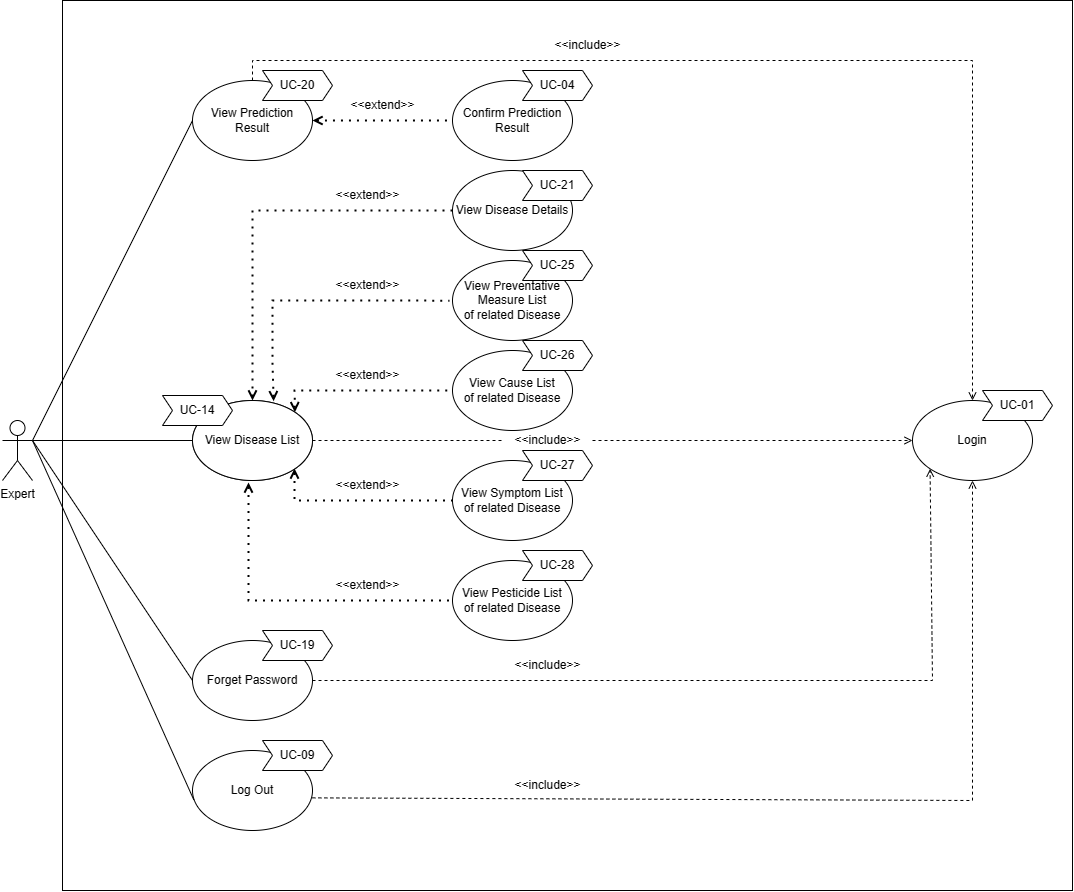 <<include>>
UC-20
View Prediction
Result
<<extend>>
UC-04
Confirm Prediction
Result
<<extend>>
UC-21
View Disease Details
<<extend>>
UC-25
View Preventative
Measure List
of related Disease
<<extend>>
UC-26
View Cause List
of related Disease
UC-14
View Disease List
<<include>>
UC-01
Login
Expert
<<extend>>
UC-27
View Symptom List
of related Disease
<<extend>>
UC-28
View Pesticide List
of related Disease
UC-19
Forget Password
<<include>>
UC-09
Log Out
<<include>>